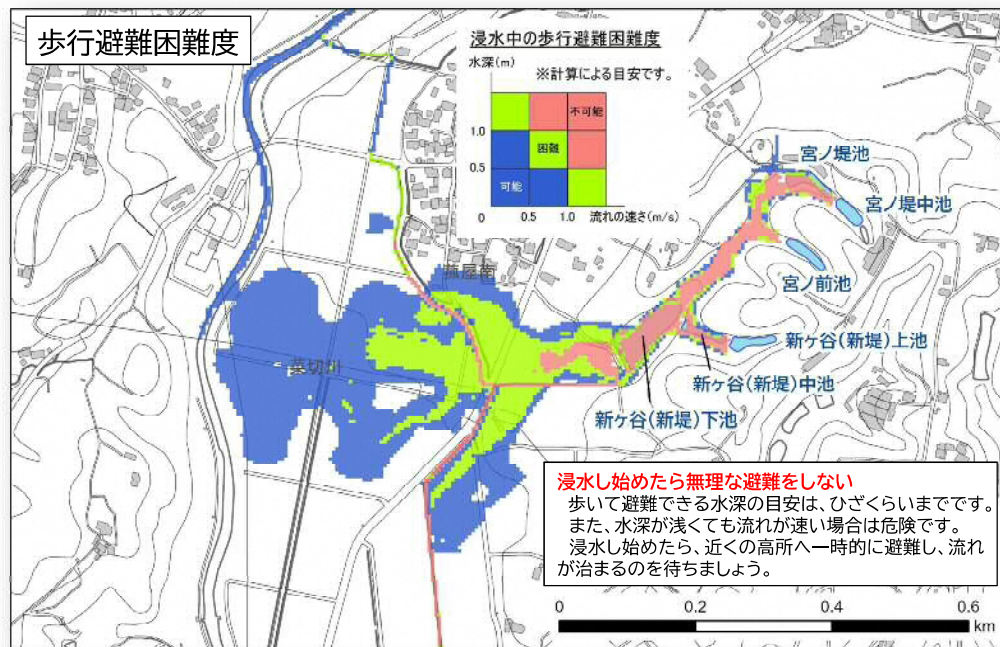 歩行避難困難度
浸水中の歩行避難困難度
水深(m)
※計算による目安です。
不可能
1.0
困難
0.5
可能
0
0.5
1.0
流れの速さ(m/s)
宮ノ堤池
宮ノ堤中池
宮ノ前池
新ヶ谷(新堤)上池
新ヶ谷(新堤)中池
新ヶ谷(新堤)下池
浸水し始めたら無理な避難をしない
歩いて避難できる水深の目安は、ひざくらいまでです。
また、水深が浅くても流れが速い場合は危険です。
浸水し始めたら、近くの高所へ一時的に避難し、流れ
が治まるのを待ちましょう。
0
0.2
0.4
0.6
km